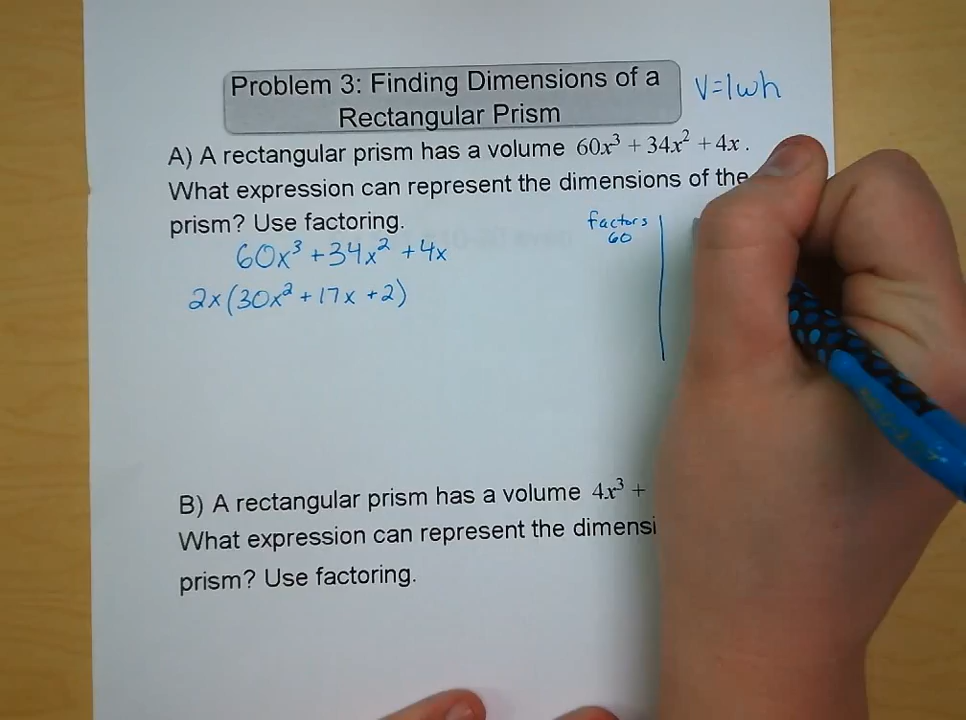 Problem 3: Finding Dimensions of a
Rectangular Prism
V=lwh
A) A rectangular prism has a volume 60x³ + 34x² + 4x.
What expression can represent the dimensions of the
prism? Use factoring.
factors
60
60x³ + 34x² + 4x
2x(30x² + 17x + 2)
B) A rectangular prism has a volume 4x³ +
What expression can represent the
prism? Use factoring.